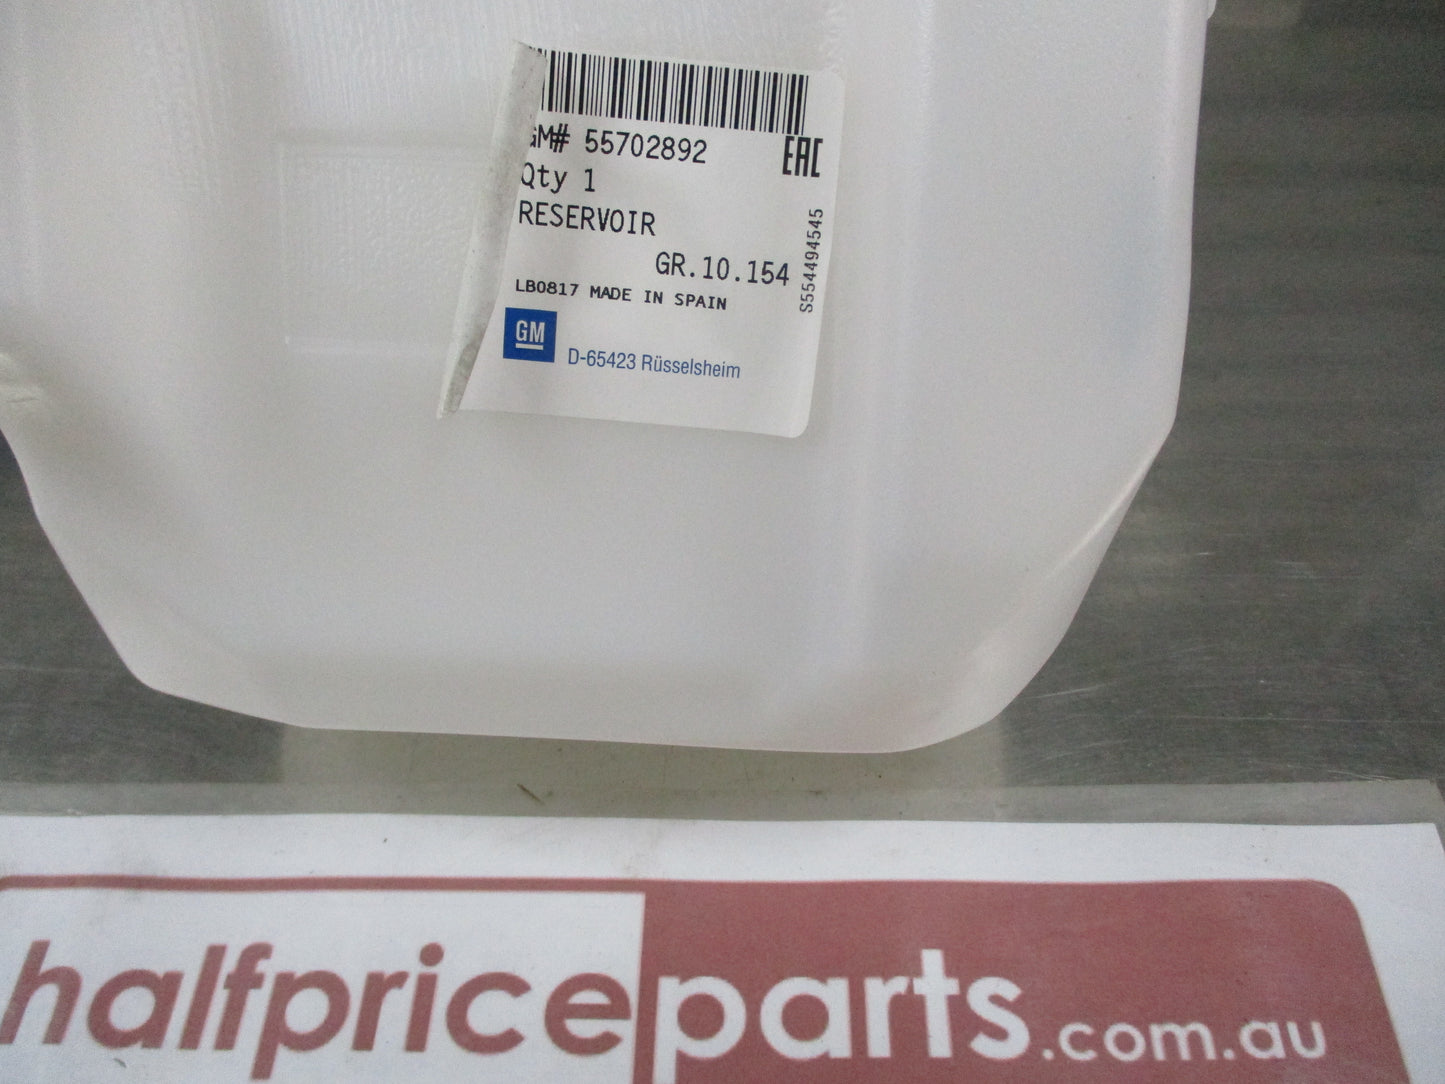 GM# 55702892
EAC
Qty 1
RESERVOIR
GR.10.154
S554494545
LB0817 MADE IN SPAIN
GM
D-65423 Rüsselsheim
halfpriceparts.com.au